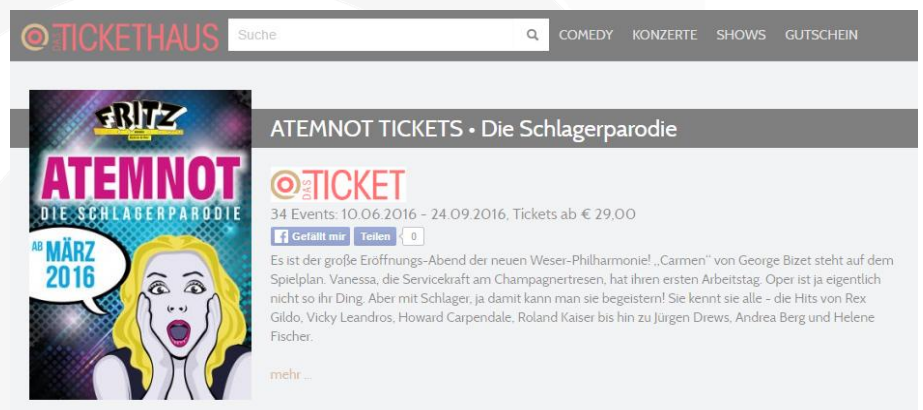 DAS TICKETHAUS
Suche
COMEDY KONZERTE SHOWS GUTSCHEIN
FRITZ
ATEMNOT
DIE SCHLAGERPARODIE
AB MÄRZ
2016
ATEMNOT TICKETS • Die Schlagerparodie
DAS TICKET
34 Events: 10.06.2016 - 24.09.2016, Tickets ab € 29,00
Gefällt mir Teilen 0
Es ist der große Eröffnungs-Abend der neuen Weser-Philharmonie! „Carmen“ von George Bizet steht auf dem
Spielplan. Vanessa, die Servicekraft am Champagnertresen, hat ihren ersten Arbeitstag. Oper ist ja eigentlich
nicht so ihr Ding. Aber mit Schlager, ja damit kann man sie begeistern! Sie kennt sie alle - die Hits von Rex
Gildo, Vicky Leandros, Howard Carpendale, Roland Kaiser bis hin zu Jürgen Drews, Andrea Berg und Helene
Fischer.
mehr ...